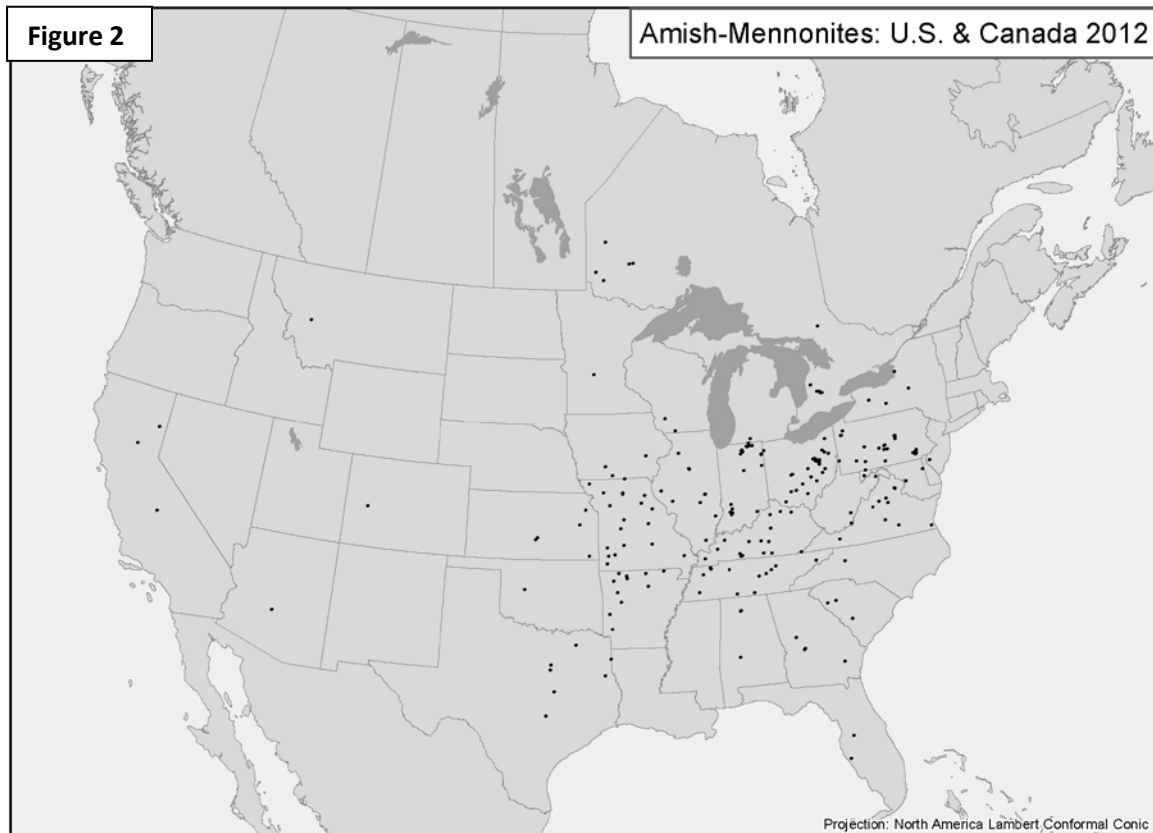 Figure 2
Amish-Mennonites: U.S. & Canada 2012
Projection: North America Lambert Conformal Conic